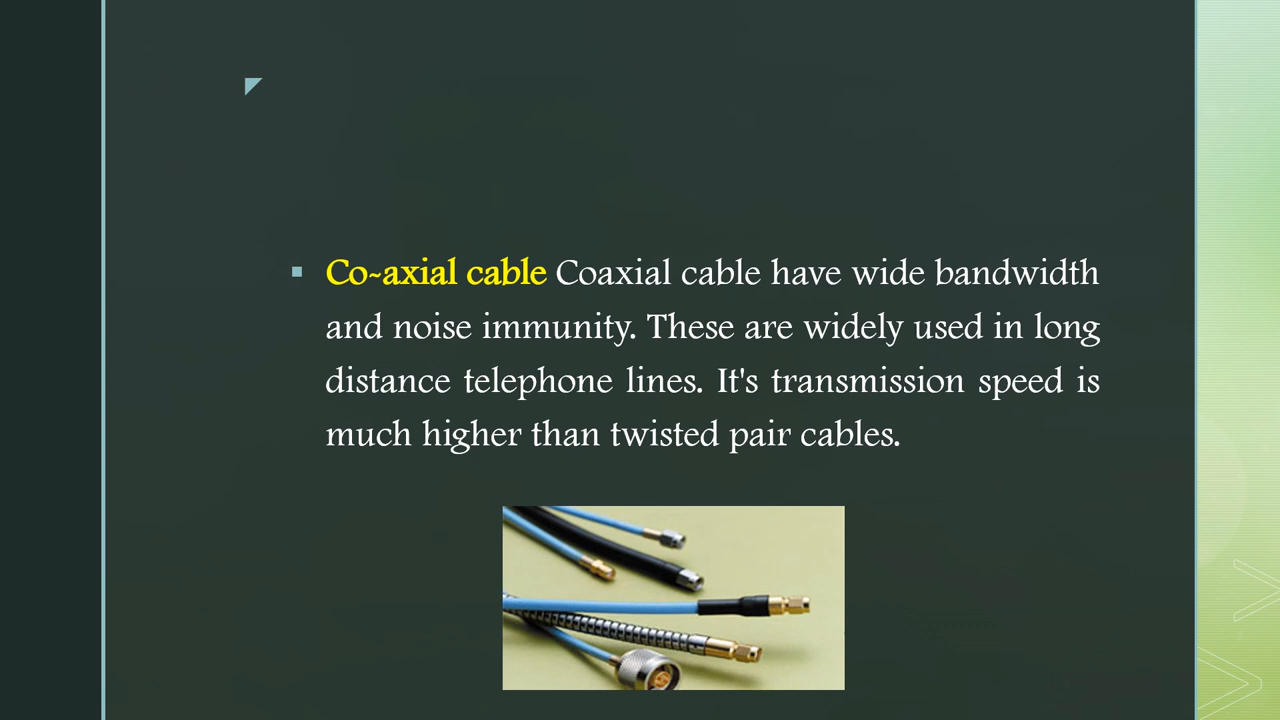 Co-axial cable Coaxial cable have wide bandwidth
and noise immunity. These are widely used in long
distance telephone lines. It's transmission speed is
much higher than twisted pair cables.